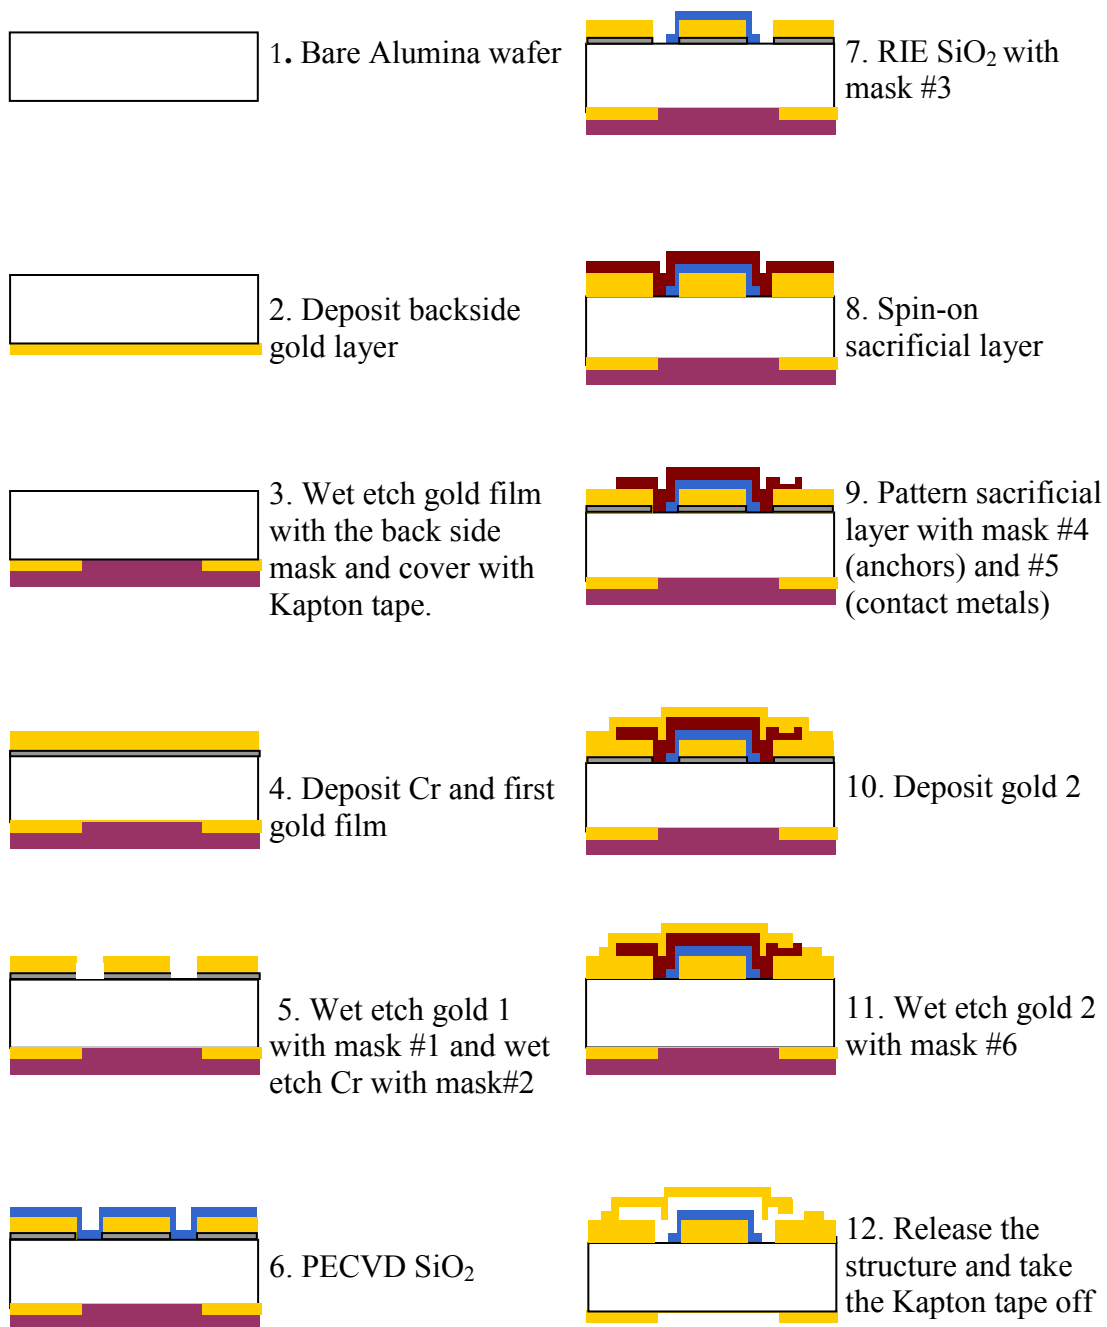 1. Bare Alumina wafer
2. Deposit backside
gold layer
3. Wet etch gold film
with the back side
mask and cover with
Kapton tape.
4. Deposit Cr and first
gold film
5. Wet etch gold 1
with mask #1 and wet
etch Cr with mask#2
6. PECVD SiO₂
7. RIE SiO₂ with
mask #3
8. Spin-on
sacrificial layer
9. Pattern sacrificial
layer with mask #4
(anchors) and #5
(contact metals)
10. Deposit gold 2
11. Wet etch gold 2
with mask #6
12. Release the
structure and take
the Kapton tape off